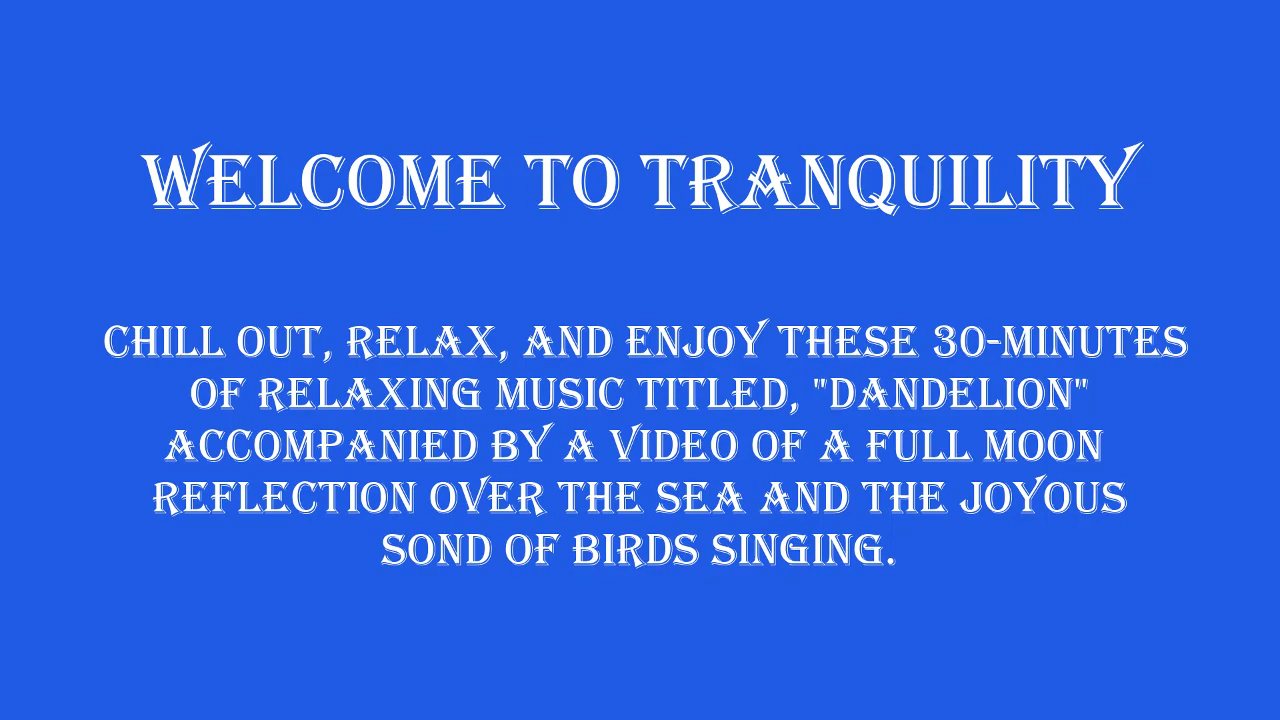 WELCOME TO TRANQUILITY
CHILL OUT, RELAX, AND ENJOY THESE 30-MINUTES
OF RELAXING MUSIC TITLED, "DANDELION"
ACCOMPANIED BY A VIDEO OF A FULL MOON
REFLECTION OVER THE SEA AND THE JOYOUS
SOND OF BIRDS SINGING.